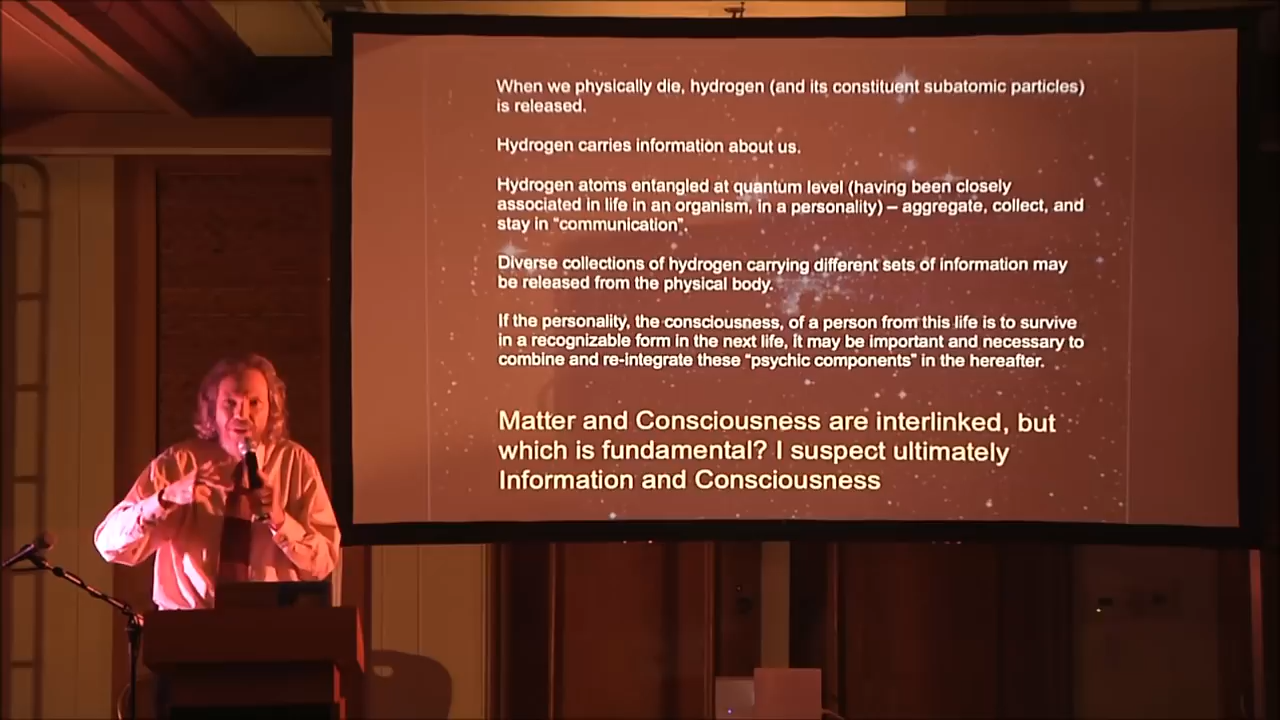 When we physically die, hydrogen (and its constituent subatomic particles)
is released.
Hydrogen carries information about us.
Hydrogen atoms entangled at quantum level (having been closely
associated in life in an organism, in a personality) – aggregate, collect, and
stay in "communication".
Diverse collections of hydrogen carrying different sets of information may
be released from the physical body.
If the personality, the consciousness, of a person from this life is to survive
in a recognizable form in the next life, it may be important and necessary to
combine and re-integrate these "psychic components" in the hereafter.
Matter and Consciousness are interlinked, but
which is fundamental? I suspect ultimately
Information and Consciousness